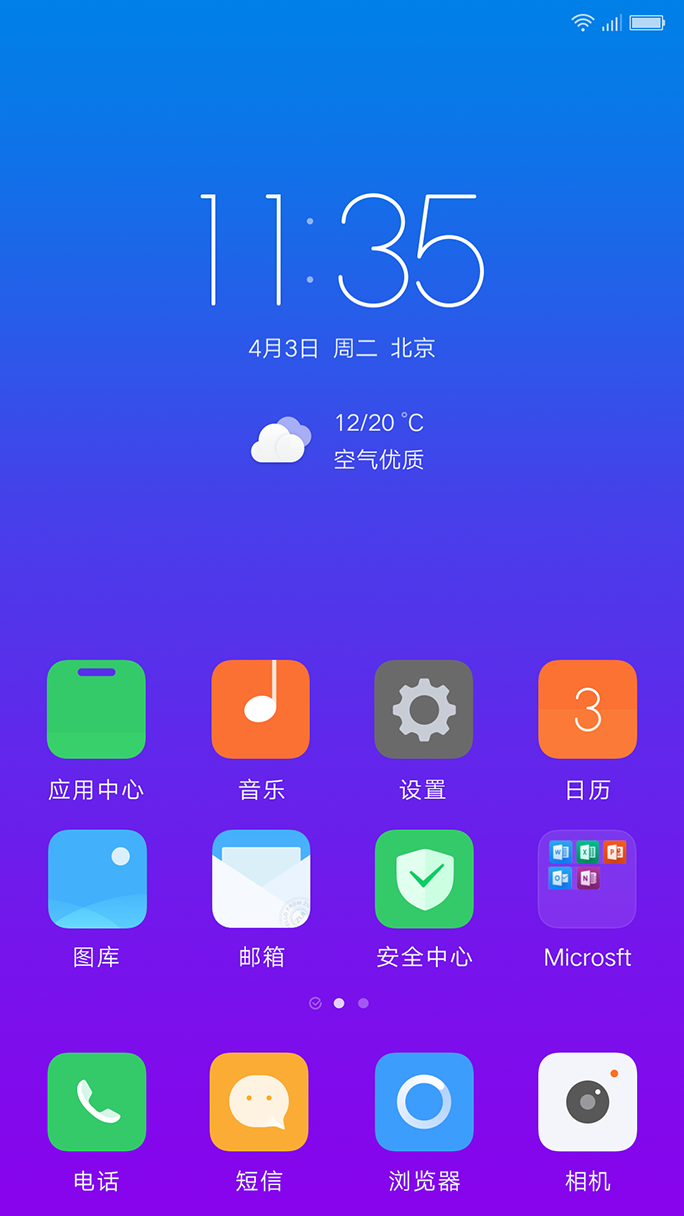 11:35
4月3日 周二 北京
12/20 °C
空气优质
3
应用中心 音乐 设置 日历
W X P
O N
图库 邮箱 安全中心 Microsft
电话 短信 浏览器 相机